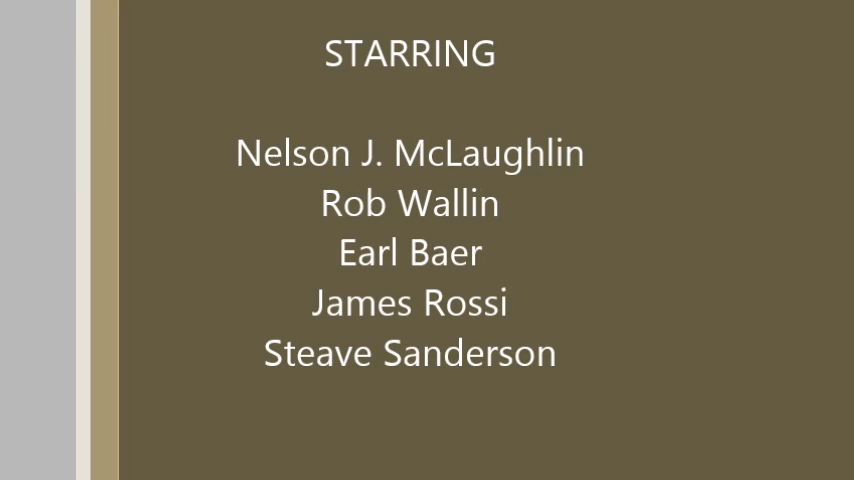 STARRING
Nelson J. McLaughlin
Rob Wallin
Earl Baer
James Rossi
Steave Sanderson